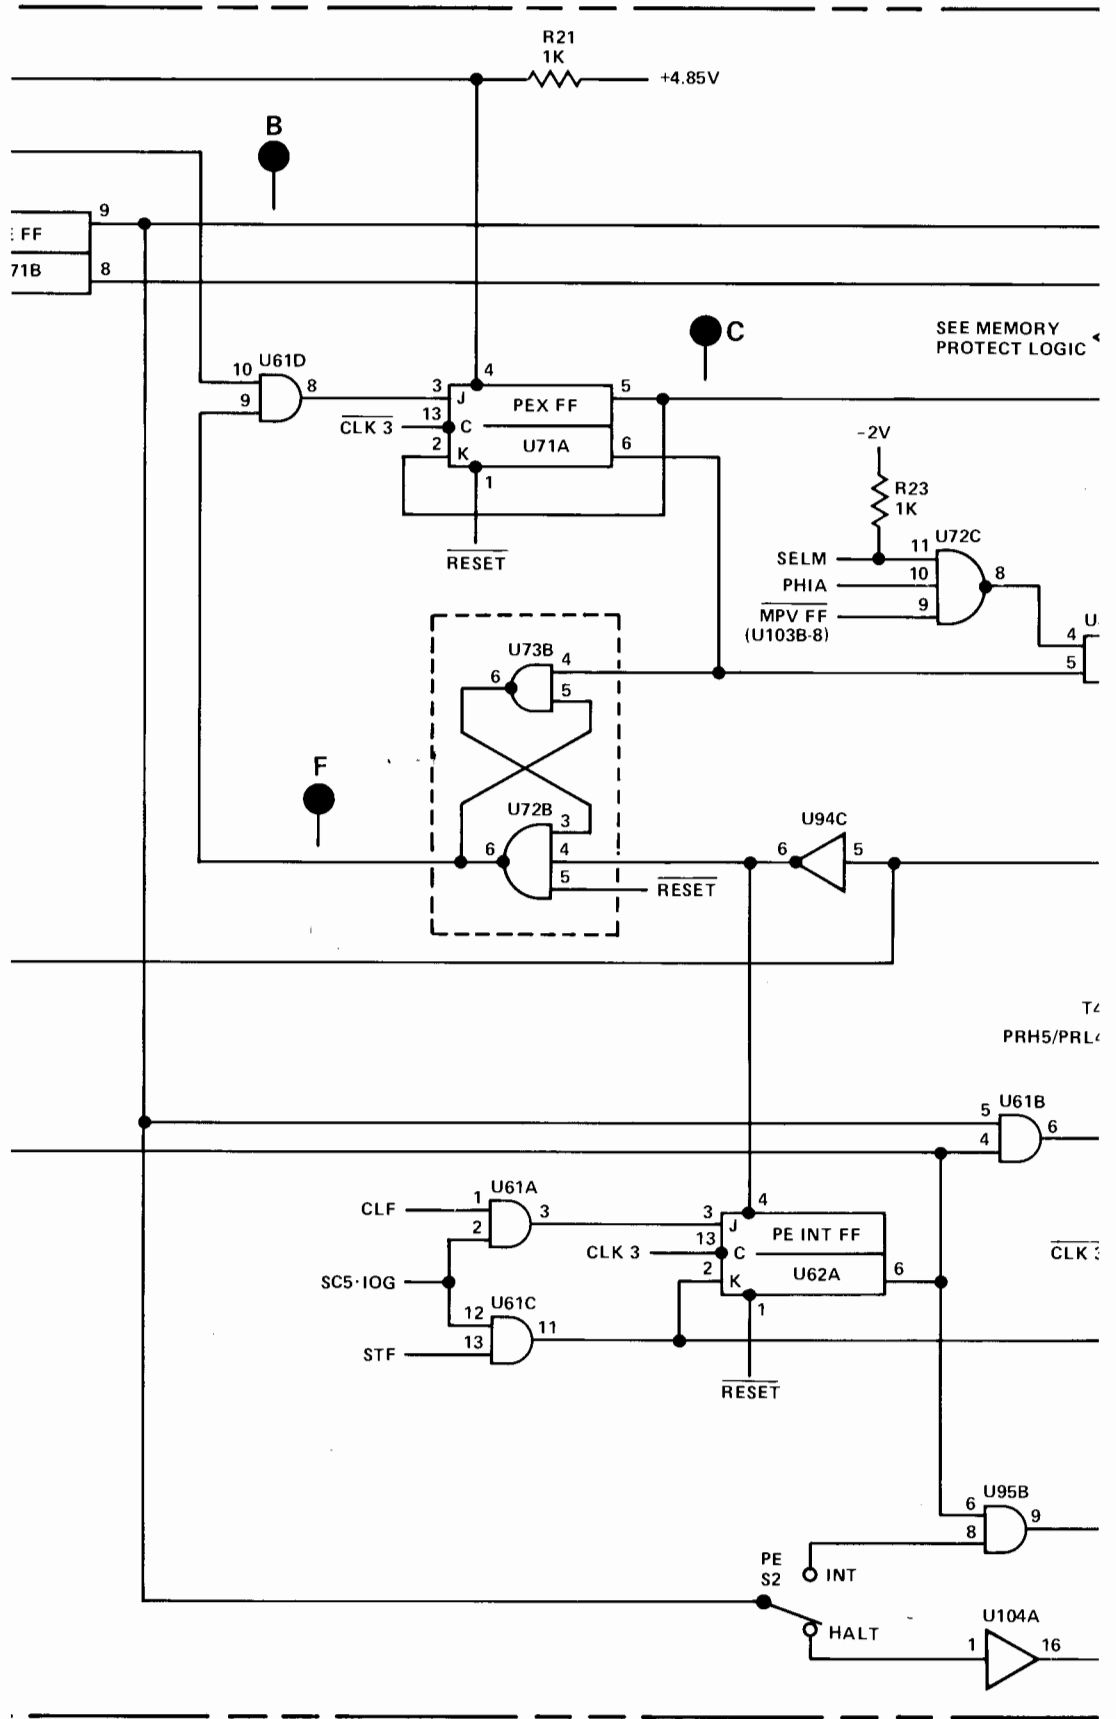 R21
1K
+4.85V
B
9
E FF
71B
8
C
SEE MEMORY
PROTECT LOGIC
U61D
10
9
8
4
3
J
PEX FF
5
CLK 3
13
C
2
K
U71A
6
1
RESET
-2V
R23
1K
U72C
SELM
11
PHIA
10
8
MPV FF
9
(U103B-8)
U
4
5
U73B
6
4
5
F
U72B
3
6
4
5
RESET
U94C
6
5
T4
PRH5/PRL4
U61B
5
4
6
U61A
CLF
1
2
3
3
J
4
PE INT FF
CLK 3
13
C
2
K
U62A
6
1
CLK 3
SC5·IOG
U61C
12
11
STF
13
RESET
U95B
6
8
9
PE
S2
INT
HALT
U104A
1
16